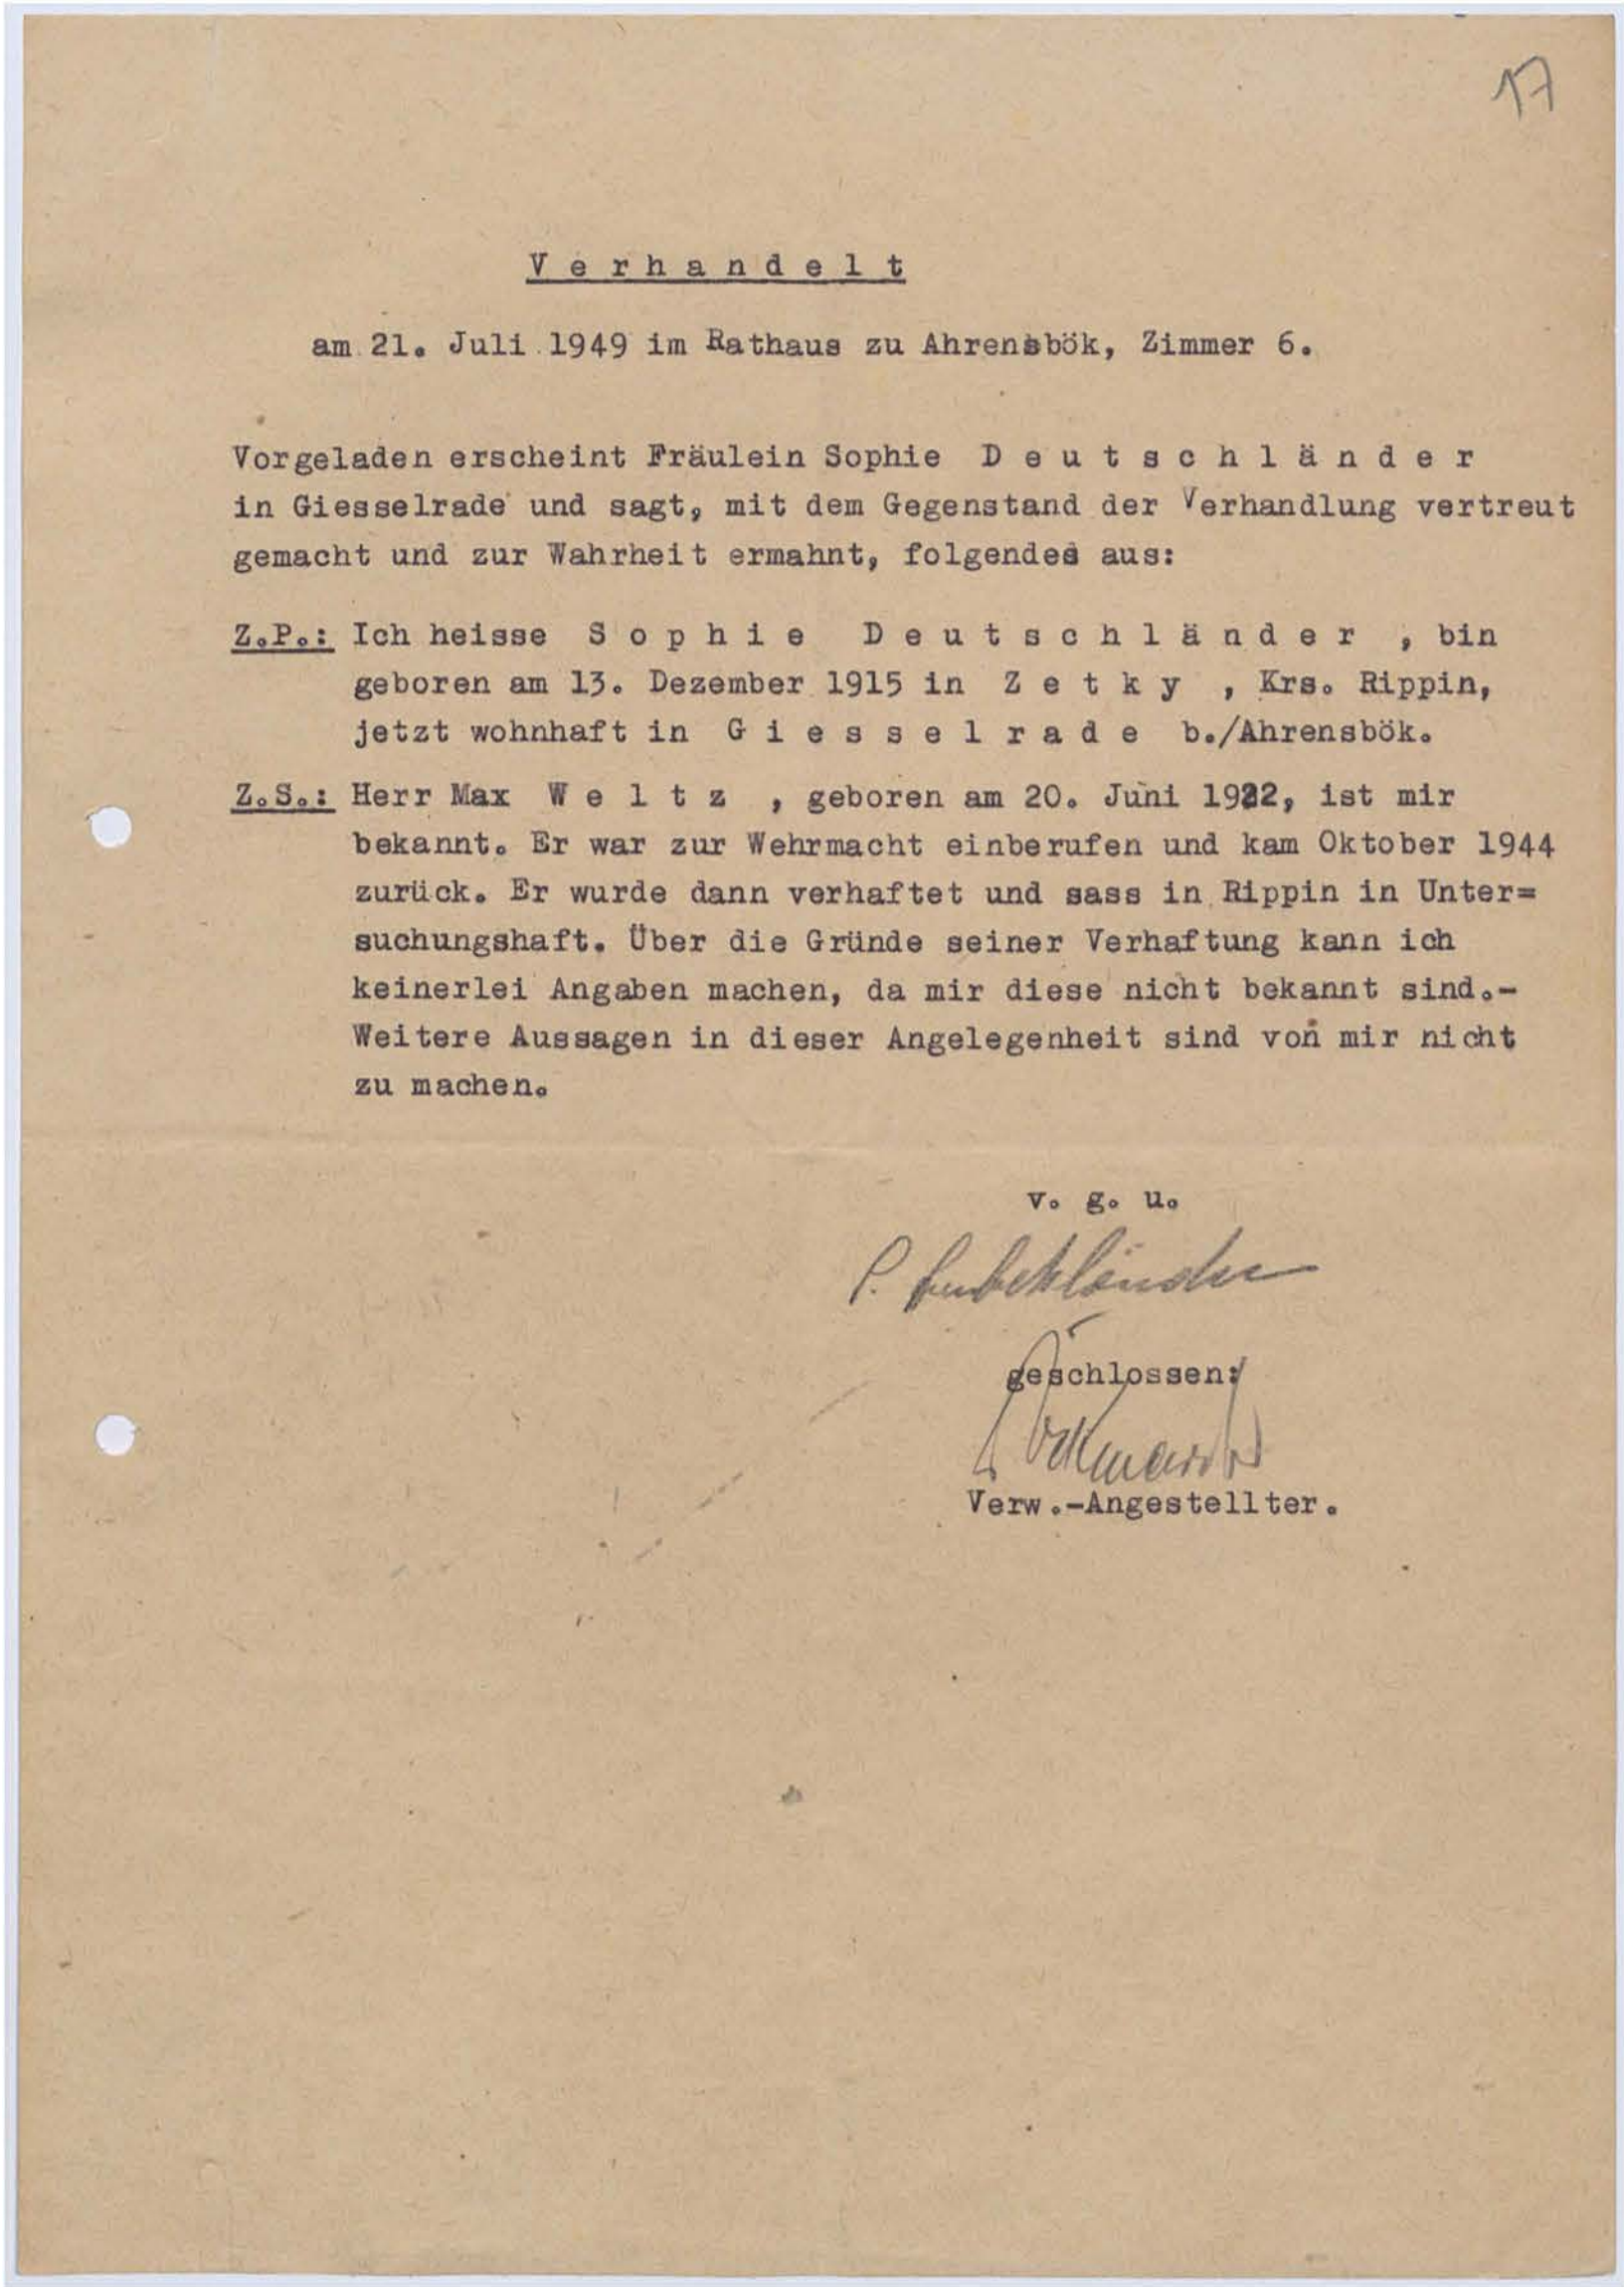 17
V e r h a n d e l t
am 21. Juli 1949 im Rathaus zu Ahrensbök, Zimmer 6.
Vorgeladen erscheint Fräulein Sophie D e u t s c h l ä n d e r
in Giesselrade und sagt, mit dem Gegenstand der Verhandlung vertreut
gemacht und zur Wahrheit ermahnt, folgendes aus:
Z.P.: Ich heisse S o p h i e D e u t s c h l ä n d e r , bin
geboren am 13. Dezember 1915 in Z e t k y , Krs. Rippin,
jetzt wohnhaft in G i e s s e l r a d e b./Ahrensbök.
Z.S.: Herr Max W e l t z , geboren am 20. Juni 1922, ist mir
bekannt. Er war zur Wehrmacht einberufen und kam Oktober 1944
zurück. Er wurde dann verhaftet und sass in Rippin in Unter=
suchungshaft. Über die Gründe seiner Verhaftung kann ich
keinerlei Angaben machen, da mir diese nicht bekannt sind.-
Weitere Aussagen in dieser Angelegenheit sind von mir nicht
zu machen.
v. g. u.
S. Deutschländer
geschlossen:
Verw.-Angestellter.